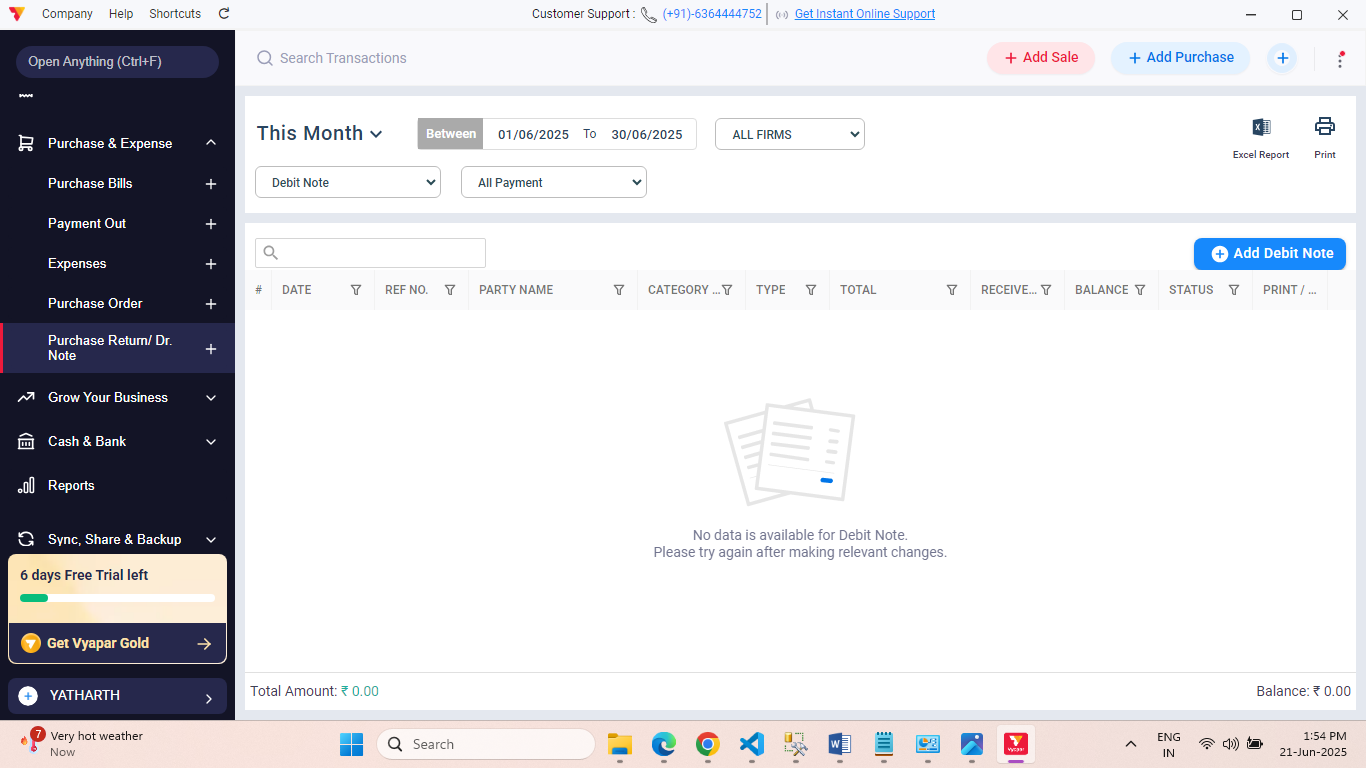 Company Help Shortcuts
Customer Support : (+91)-6364444752 Get Instant Online Support
Open Anything (Ctrl+F)
Purchase & Expense
Purchase Bills
Payment Out
Expenses
Purchase Order
Purchase Return/ Dr.
Note
Grow Your Business
Cash & Bank
Reports
Sync, Share & Backup
6 days Free Trial left
Get Vyapar Gold
YATHARTH
Search Transactions
Add Sale
Add Purchase
This Month
Between 01/06/2025 To 30/06/2025
ALL FIRMS
Excel Report
Print
Debit Note
All Payment
Add Debit Note
# DATE REF NO. PARTY NAME CATEGORY ... TYPE TOTAL RECEIVE... BALANCE STATUS PRINT / ...
No data is available for Debit Note.
Please try again after making relevant changes.
Total Amount: ₹ 0.00
Balance: ₹ 0.00
7
Very hot weather
Now
Search
Vyapar
ENG
IN
1:54 PM
21-Jun-2025